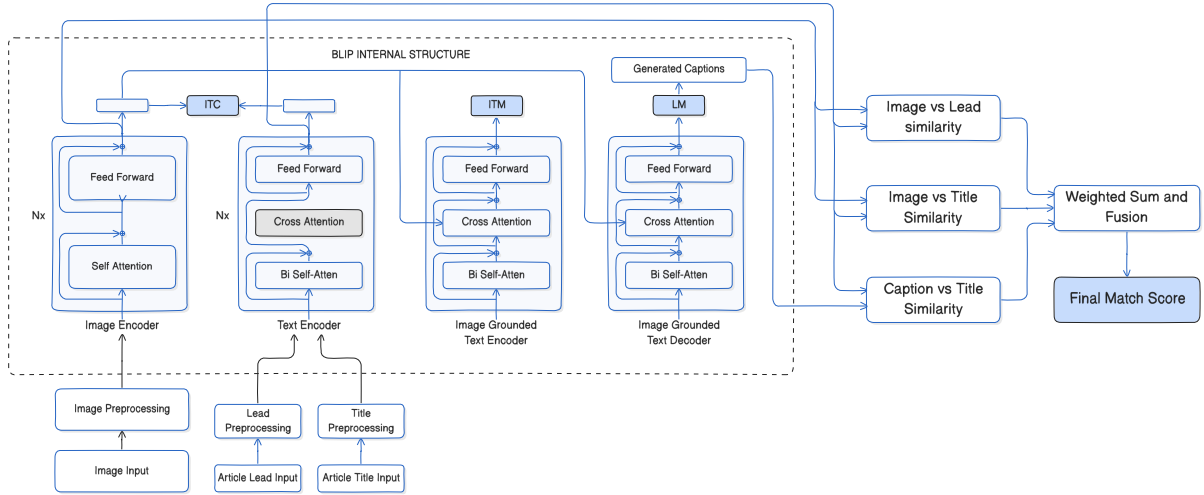 BLIP INTERNAL STRUCTURE
Generated Captions
ITC
ITM
LM
Image vs Lead
similarity
Feed Forward
Feed Forward
Feed Forward
Feed Forward
Nx
Nx
Cross Attention
Cross Attention
Cross Attention
Image vs Title
Similarity
Weighted Sum and
Fusion
Self Attention
Bi Self-Atten
Bi Self-Atten
Bi Self-Atten
Caption vs Title
Similarity
Final Match Score
Image Encoder
Text Encoder
Image Grounded
Text Encoder
Image Grounded
Text Decoder
Image Preprocessing
Lead
Preprocessing
Title
Preprocessing
Image Input
Article Lead Input
Article Title Input